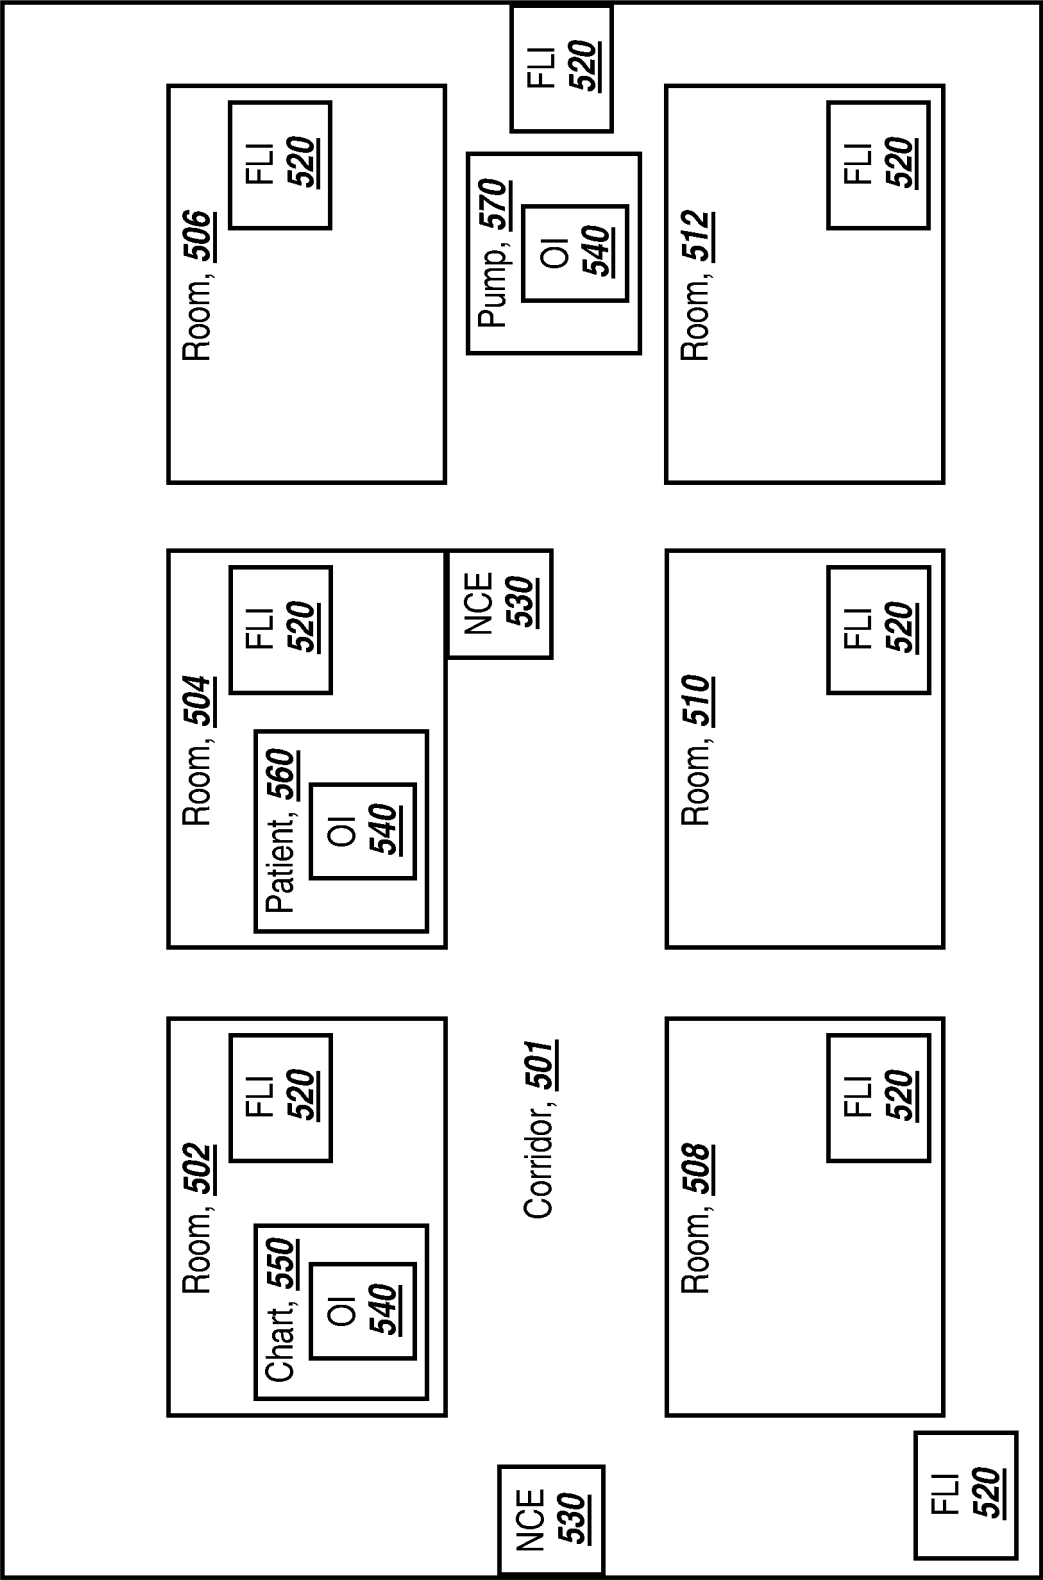 Room, 502
FLI
520
Chart, 550
OI
540
Room, 504
FLI
520
Patient, 560
OI
540
Room, 506
FLI
520
NCE
530
Corridor, 501
NCE
530
Pump, 570
OI
540
FLI
520
Room, 508
FLI
520
Room, 510
FLI
520
Room, 512
FLI
520
FLI
520